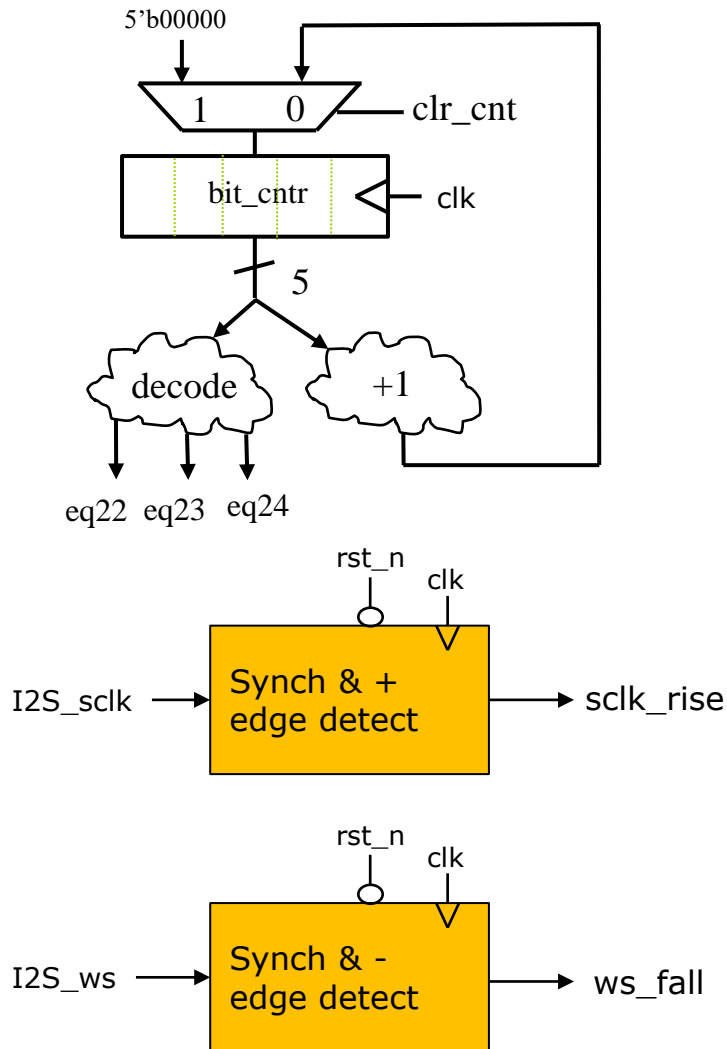 5’b00000
1 0
clr_cnt
bit_cntr
clk
5
decode
+1
eq22 eq23 eq24
rst_n
clk
I2S_sclk
Synch & +
edge detect
sclk_rise
rst_n
clk
I2S_ws
Synch & -
edge detect
ws_fall